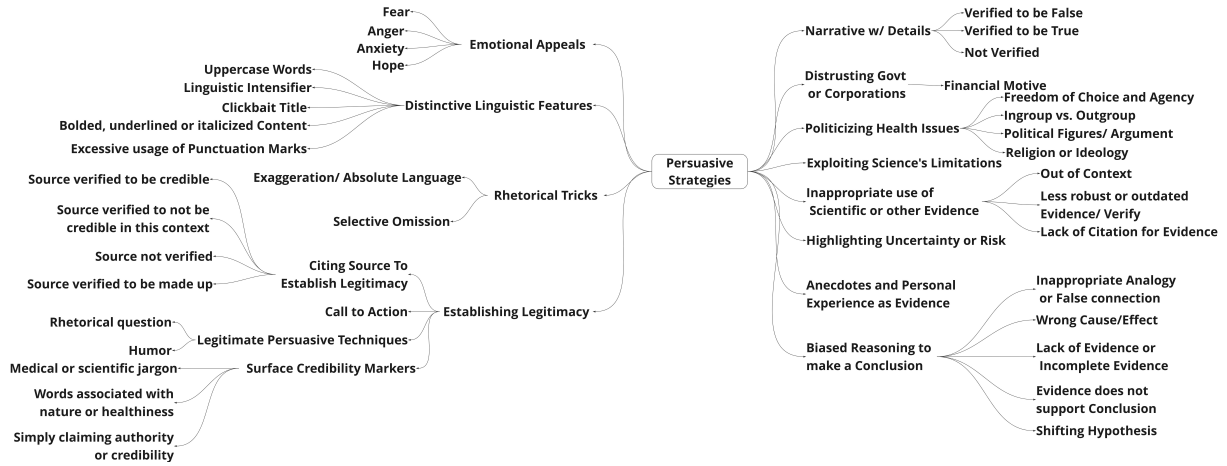 Persuasive
Strategies
Emotional Appeals
Fear
Anger
Anxiety
Hope
Distinctive Linguistic Features
Uppercase Words
Linguistic Intensifier
Clickbait Title
Bolded, underlined or italicized Content
Excessive usage of Punctuation Marks
Rhetorical Tricks
Exaggeration/ Absolute Language
Selective Omission
Establishing Legitimacy
Citing Source To
Establish Legitimacy
Source verified to be credible
Source verified to not be
credible in this context
Source not verified
Source verified to be made up
Call to Action
Legitimate Persuasive Techniques
Rhetorical question
Humor
Surface Credibility Markers
Medical or scientific jargon
Words associated with
nature or healthiness
Simply claiming authority
or credibility
Narrative w/ Details
Verified to be False
Verified to be True
Not Verified
Distrusting Govt
or Corporations
Financial Motive
Politicizing Health Issues
Freedom of Choice and Agency
Ingroup vs. Outgroup
Political Figures/ Argument
Religion or Ideology
Exploiting Science's Limitations
Inappropriate use of
Scientific or other Evidence
Out of Context
Less robust or outdated
Evidence/ Verify
Lack of Citation for Evidence
Highlighting Uncertainty or Risk
Anecdotes and Personal
Experience as Evidence
Biased Reasoning to
make a Conclusion
Inappropriate Analogy
or False connection
Wrong Cause/Effect
Lack of Evidence or
Incomplete Evidence
Evidence does not
support Conclusion
Shifting Hypothesis